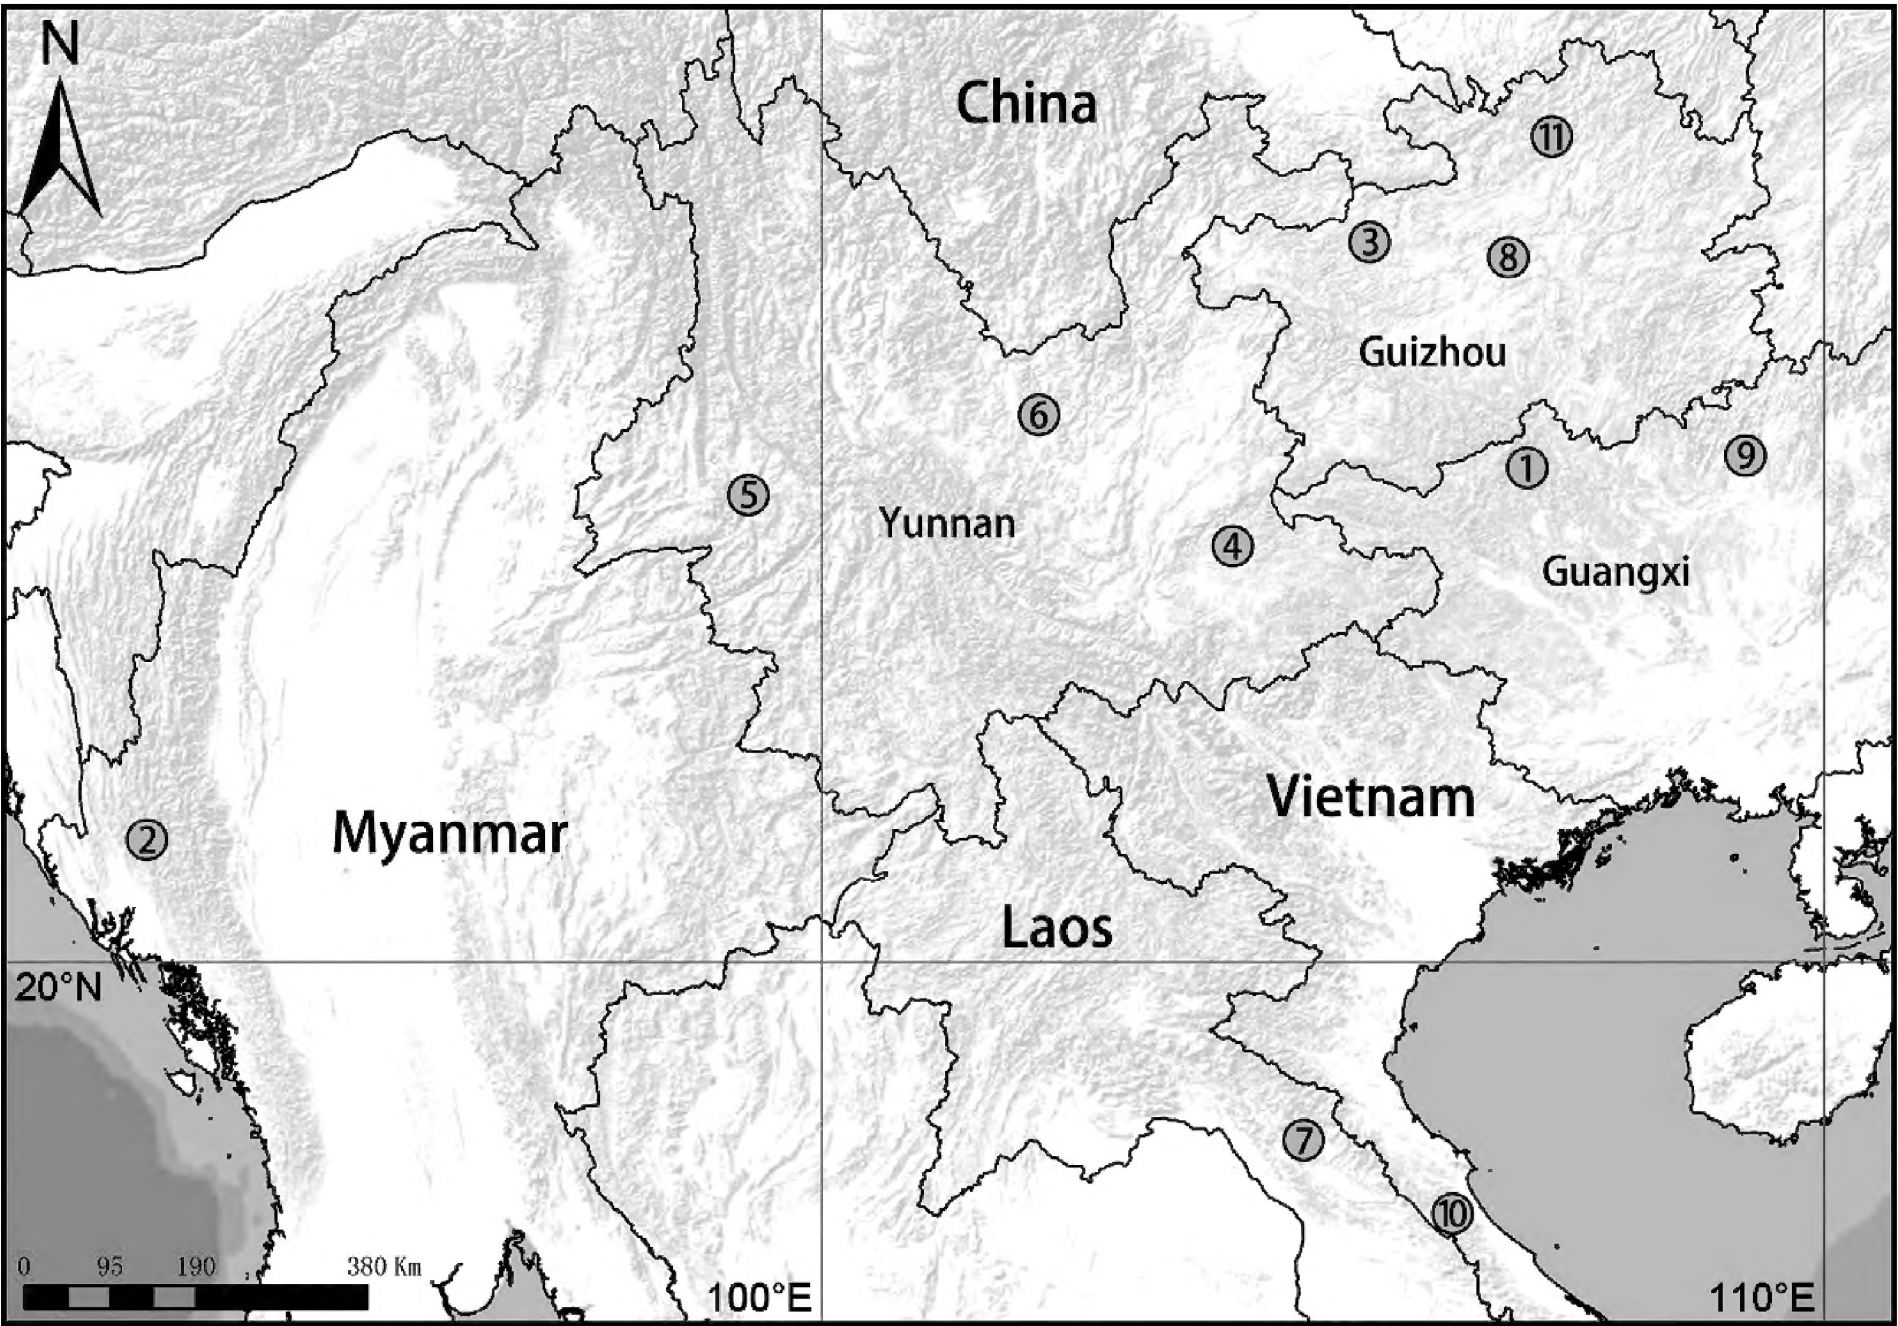 N
China
⑪
③
⑧
Guizhou
⑥
⑨
①
⑤
Yunnan
④
Guangxi
Vietnam
②
Myanmar
Laos
20°N
⑦
⑩
0 95 190 380 Km
100°E
110°E